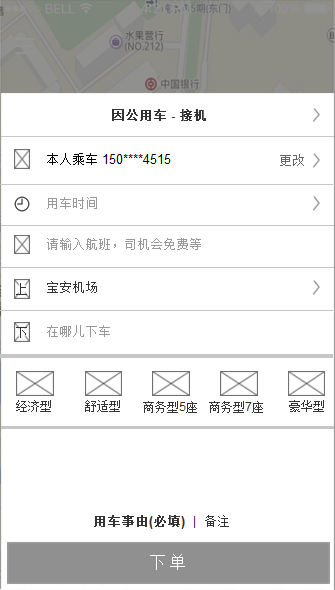 BELL
水果营行
(NO.212)
中国银行
因公用车 - 接机
本人乘车 150****4515
更改
用车时间
请输入航班，司机会免费等
上
宝安机场
下
在哪儿下车
经济型
舒适型
商务型5座
商务型7座
豪华型
用车事由(必填) | 备注
下单